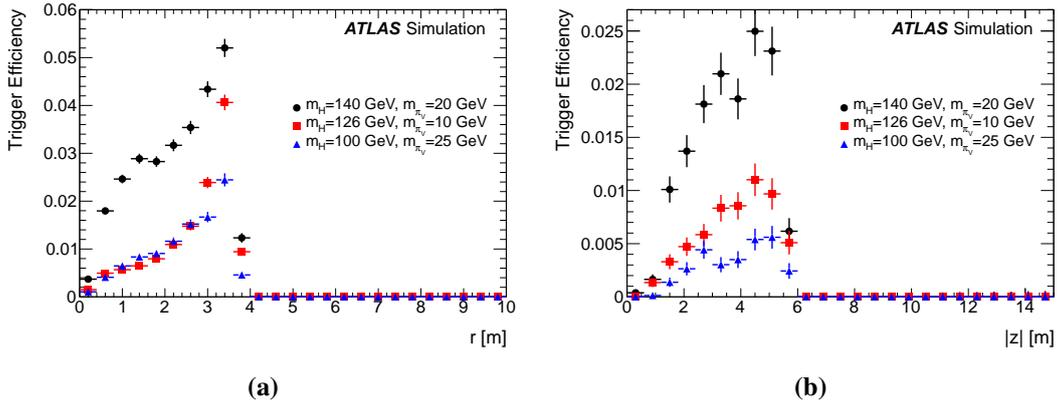 Trigger Efficiency
0.06
0.05
0.04
0.03
0.02
0.01
0
ATLAS Simulation
m_H=140 GeV, m_πV=20 GeV
m_H=126 GeV, m_πV=10 GeV
m_H=100 GeV, m_πV=25 GeV
0 1 2 3 4 5 6 7 8 9 10
r [m]
(a)
Trigger Efficiency
0.025
0.02
0.015
0.01
0.005
0
ATLAS Simulation
m_H=140 GeV, m_πV=20 GeV
m_H=126 GeV, m_πV=10 GeV
m_H=100 GeV, m_πV=25 GeV
0 2 4 6 8 10 12 14
|z| [m]
(b)